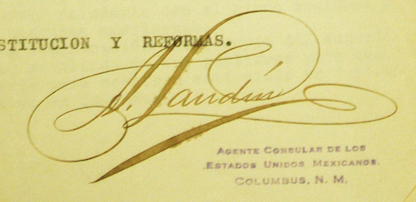 STITUCION Y REFORMAS.
AGENTE CONSULAR DE LOS
ESTADOS UNIDOS MEXICANOS.
COLUMBUS, N. M.